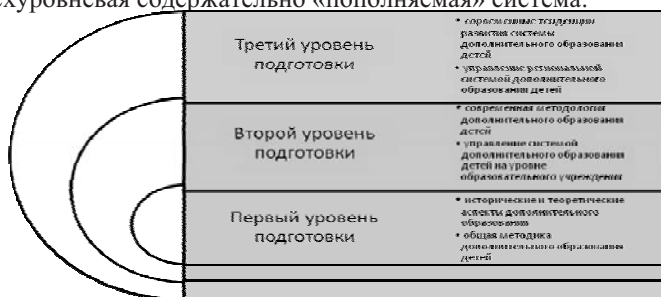 хуровневая содержательно «пополняемая» система:
Третий уровень
подготовки
• современные тенденции
развития системы
дополнительного образования
детей
• управление региональной
системой дополнительного
образования детей
Второй уровень
подготовки
• современная методология
дополнительного образования
детей
• управление системой
дополнительного образования
детей на уровне
образовательного учреждения
Первый уровень
подготовки
• исторические и теоретические
аспекты дополнительного
образования
• общая методика
дополнительного образования
детей